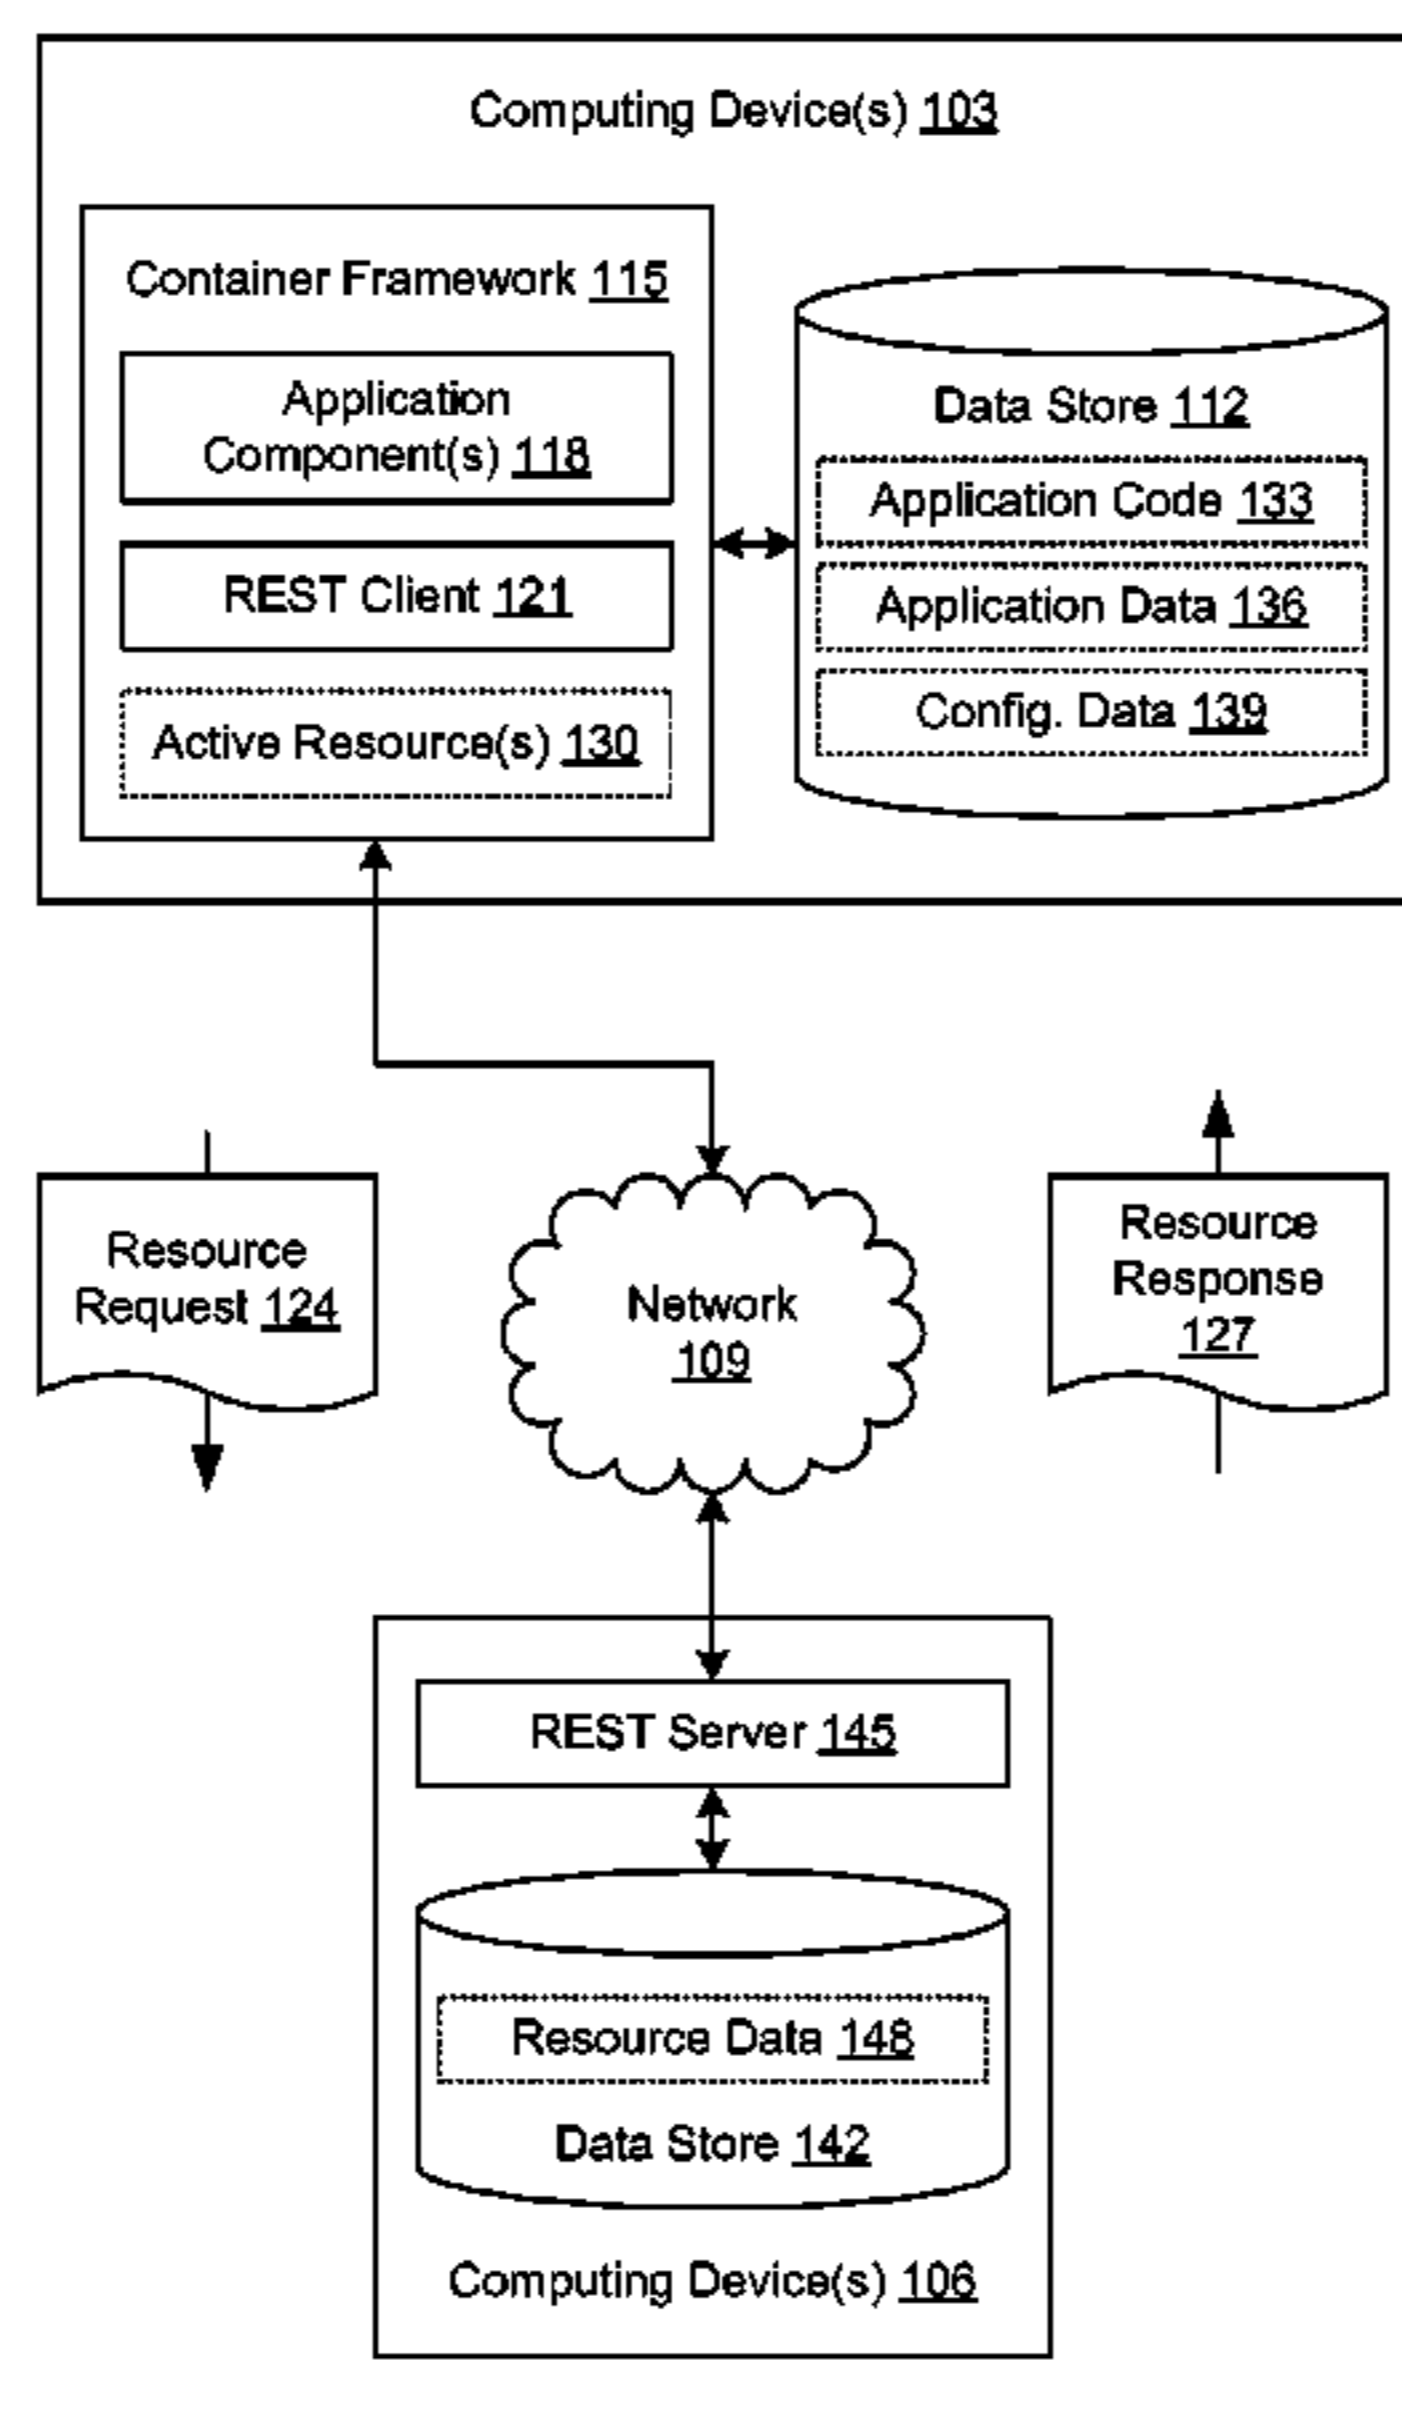 Computing Device(s) 103
Container Framework 115
Application
Component(s) 118
REST Client 121
Active Resource(s) 130
Data Store 112
Application Code 133
Application Data 136
Config. Data 139
Resource
Request 124
Network
109
Resource
Response
127
REST Server 145
Resource Data 148
Data Store 142
Computing Device(s) 106